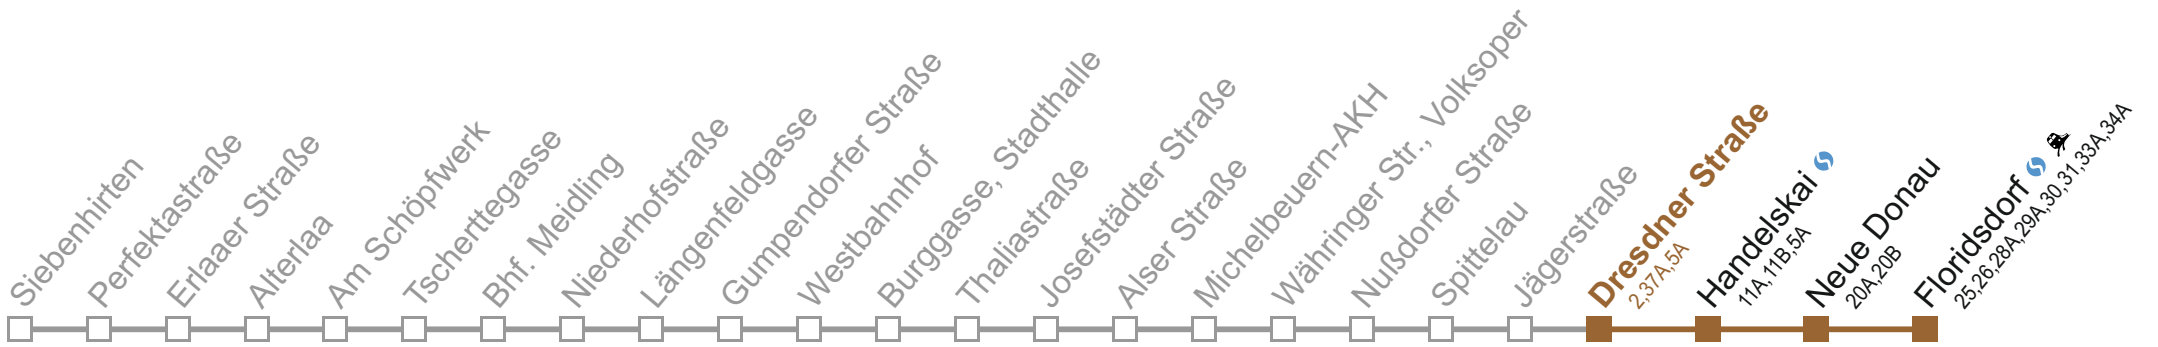 Siebenhirten
Perfektastraße
Erlaaer Straße
Alterlaa
Am Schöpfwerk
Tscherttegasse
Bhf. Meidling
Niederhofstraße
Längenfeldgasse
Gumpendorfer Straße
Westbahnhof
Burggasse, Stadthalle
Thaliastraße
Josefstädter Straße
Alser Straße
Michelbeuern-AKH
Währinger Str., Volksoper
Nußdorfer Straße
Spittelau
Jägerstraße
Dresdner Straße
2,37A,5A
Handelskai
11A,11B,5A
Neue Donau
20A,20B
Floridsdorf
25,26,28A,29A,30,31,33A,34A